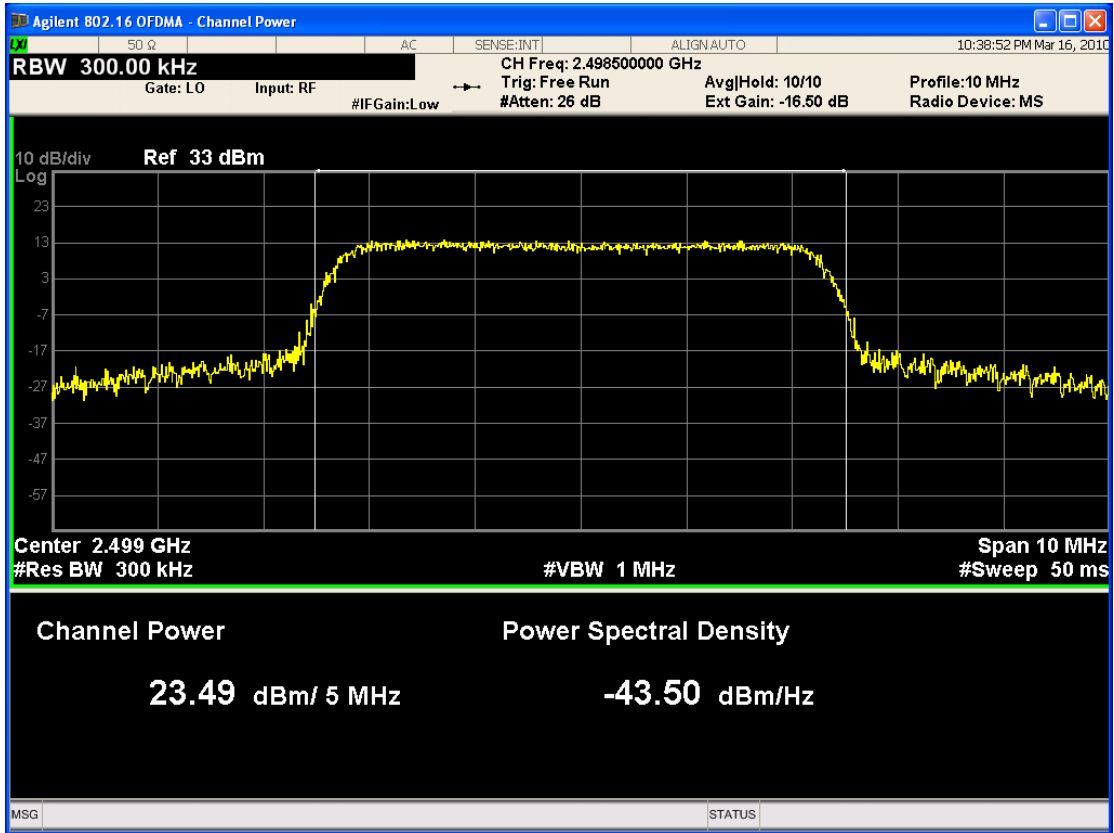 Agilent 802.16 OFDMA - Channel Power
LXI 50 Ω AC SENSE:INT ALIGN AUTO 10:38:52 PM Mar 16, 2010
RBW 300.00 kHz CH Freq: 2.498500000 GHz
Gate: LO Input: RF Trig: Free Run Avg|Hold: 10/10 Profile:10 MHz
#IFGain:Low #Atten: 26 dB Ext Gain: -16.50 dB Radio Device: MS
10 dB/div Ref 33 dBm
Log
23
13
3
-7
-17
-27
-37
-47
-57
Center 2.499 GHz Span 10 MHz
#Res BW 300 kHz #VBW 1 MHz #Sweep 50 ms
Channel Power Power Spectral Density
23.49 dBm/ 5 MHz -43.50 dBm/Hz
MSG STATUS